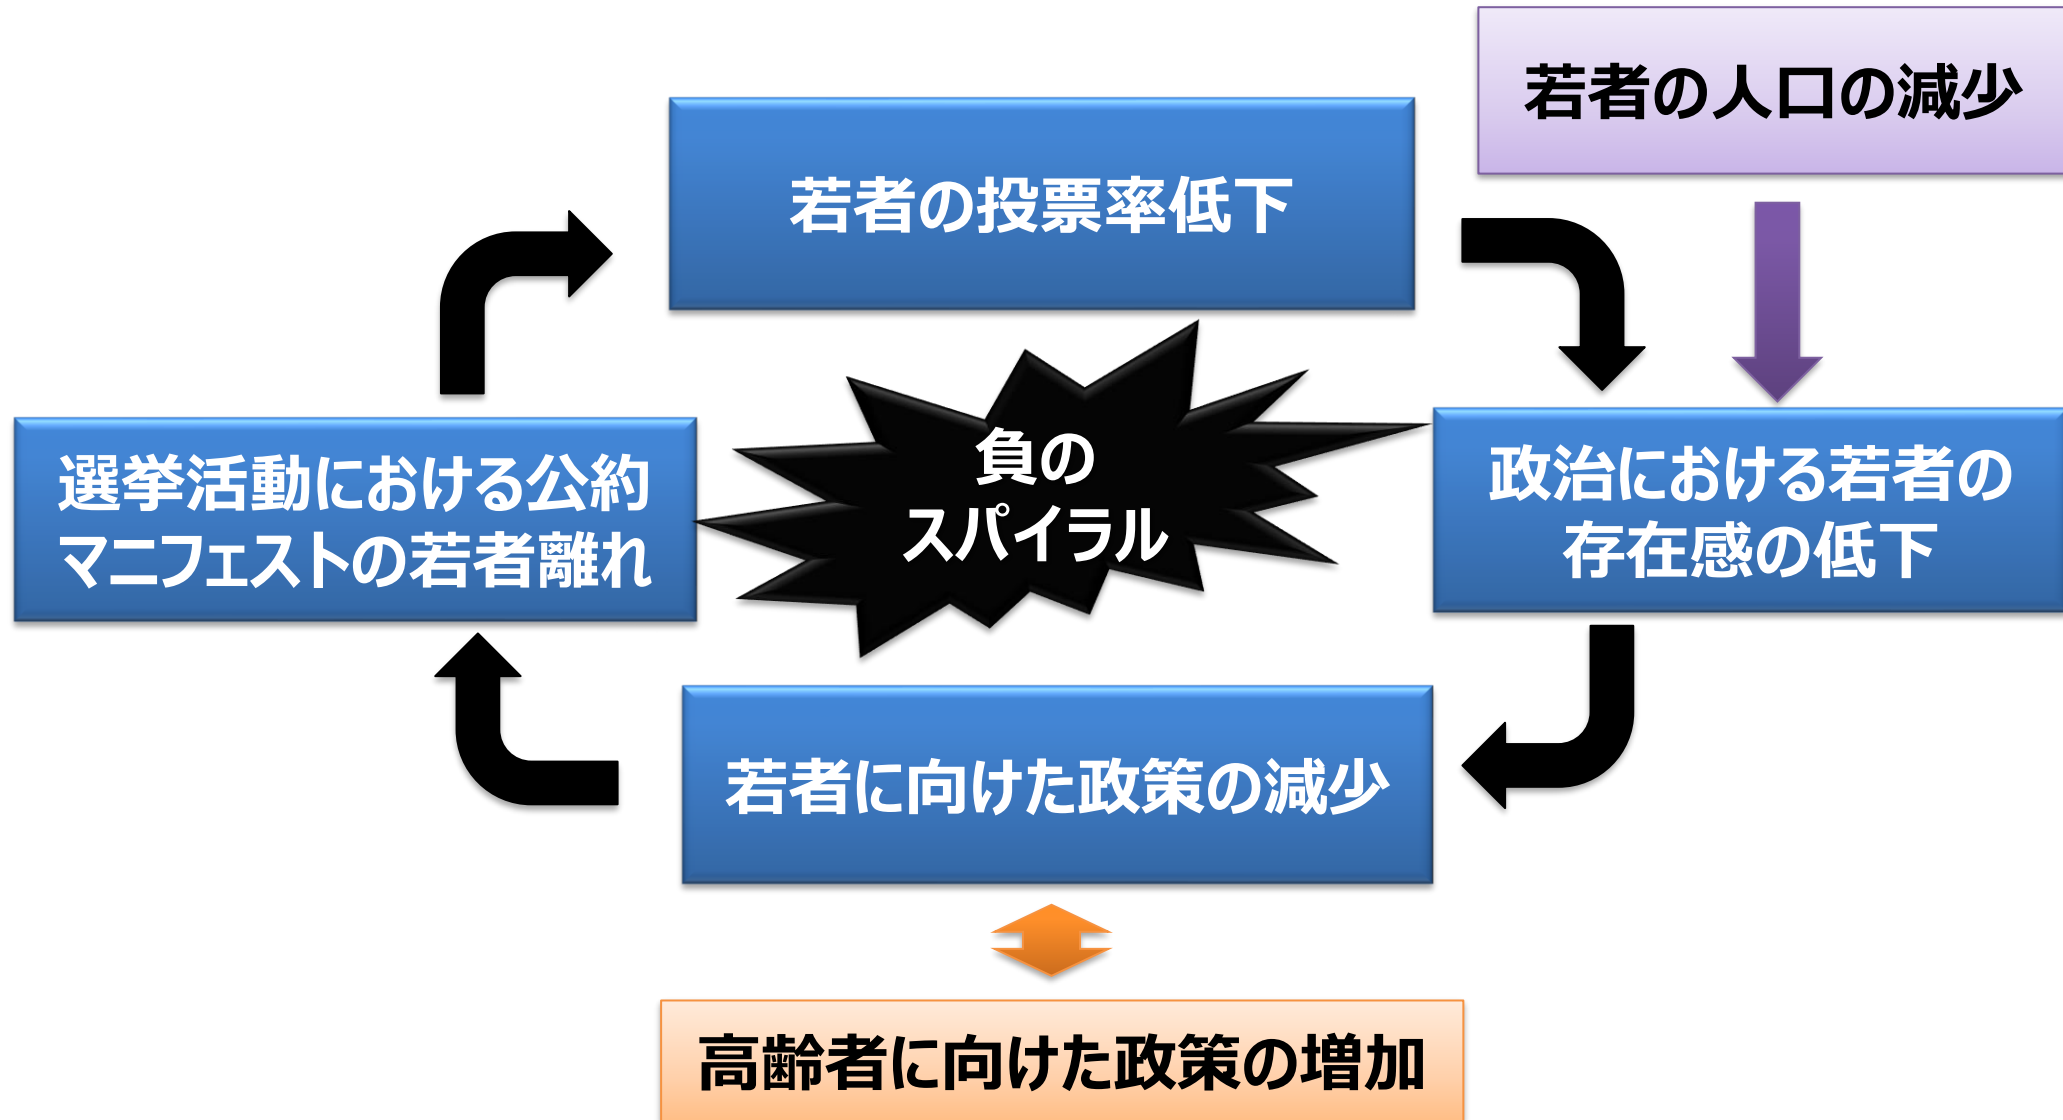 若者の人口の減少
若者の投票率低下
負の
スパイラル
選挙活動における公約
マニフェストの若者離れ
政治における若者の
存在感の低下
若者に向けた政策の減少
高齢者に向けた政策の増加